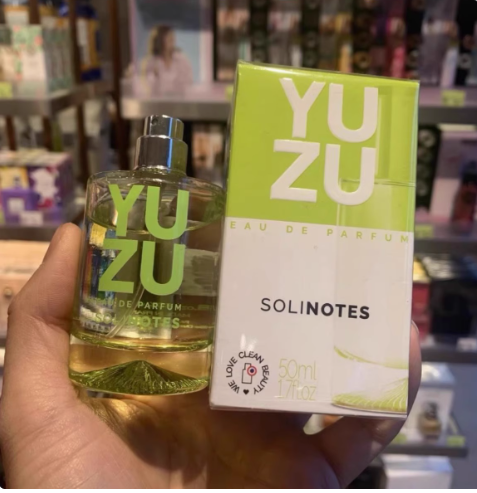 YU
ZU
EAU DE PARFUM
SOLINOTES
YU
ZU
EAU DE PARFUM
SOLINOTES
WE LOVE CLEAN BEAUTY
50ml
1.7fl.oz